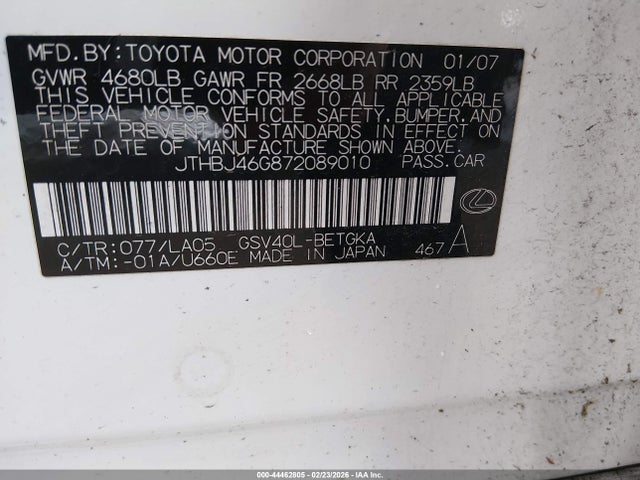 MFD. BY: TOYOTA MOTOR CORPORATION 01/07
GVWR 4680LB GAWR FR 2668LB RR 2359LB
THIS VEHICLE CONFORMS TO ALL APPLICABLE
FEDERAL MOTOR VEHICLE SAFETY, BUMPER, AND
THEFT PREVENTION STANDARDS IN EFFECT ON
THE DATE OF MANUFACTURE SHOWN ABOVE.
JTHBJ46G872089010 PASS. CAR
C/TR: 077/LA05 GSV40L-BETGKA
A/TM: -01A/U660E MADE IN JAPAN 467 A
000-44462605 - 02/23/2026 - IAA Inc.